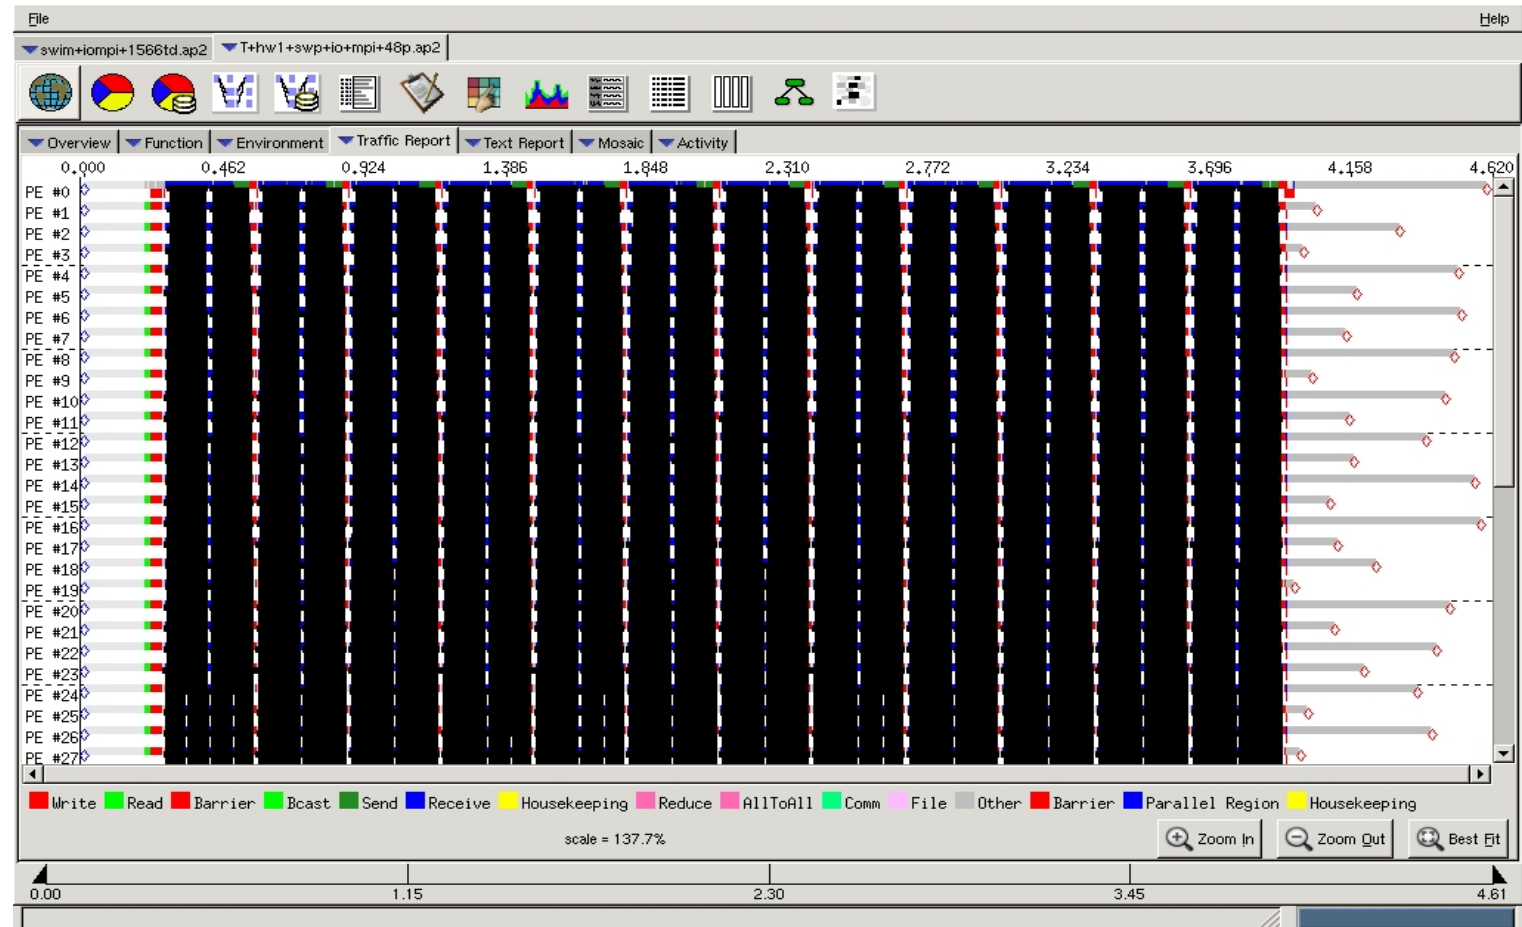 File Help
swim+iompi+1566td.ap2 T+hw1+swp+io+mpi+48p.ap2
Overview Function Environment Traffic Report Text Report Mosaic Activity
0.000 0.462 0.924 1.386 1.848 2.310 2.772 3.234 3.696 4.158 4.620
PE #0
PE #1
PE #2
PE #3
PE #4
PE #5
PE #6
PE #7
PE #8
PE #9
PE #10
PE #11
PE #12
PE #13
PE #14
PE #15
PE #16
PE #17
PE #18
PE #19
PE #20
PE #21
PE #22
PE #23
PE #24
PE #25
PE #26
PE #27
Write Read Barrier Bcast Send Receive Housekeeping Reduce AllToAll Comm File Other Barrier Parallel Region Housekeeping
scale = 137.7% Zoom In Zoom Out Best Fit
0.00 1.15 2.30 3.45 4.61